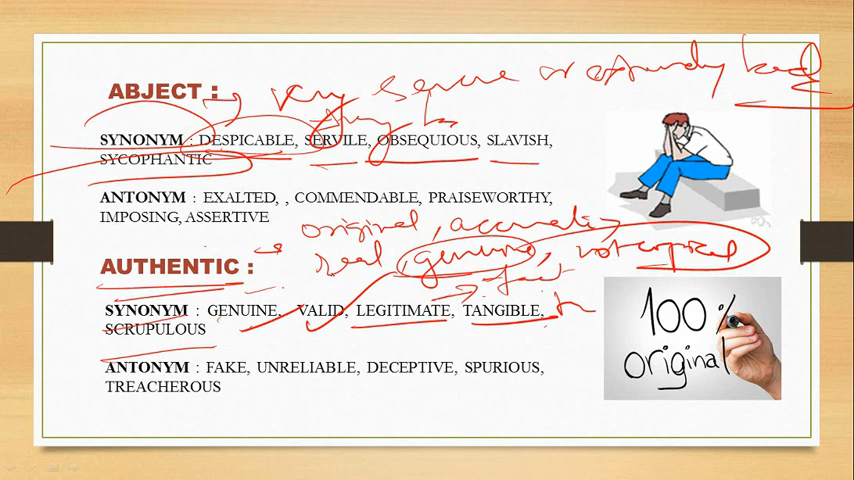 ABJECT :
very severe or extremely bad
SYNONYM : DESPICABLE, SERVILE, OBSEQUIOUS, SLAVISH,
SYCOPHANTIC
ANTONYM : EXALTED, , COMMENDABLE, PRAISEWORTHY,
IMPOSING, ASSERTIVE
original, accurate
AUTHENTIC :
real, genuine, not copied
fact
SYNONYM : GENUINE, VALID, LEGITIMATE, TANGIBLE,
SCRUPULOUS
ANTONYM : FAKE, UNRELIABLE, DECEPTIVE, SPURIOUS,
TREACHEROUS
100%
original